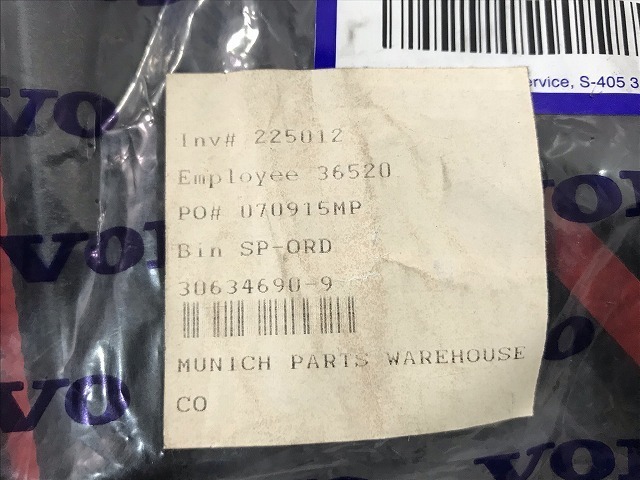 ervice, S-405 3
Inv# 225012
Employee 36520
PO# 070915MP
Bin SP-ORD
30634690-9
MUNICH PARTS WAREHOUSE
CO
VO
VOL
VO
VO
VOL
VOLV